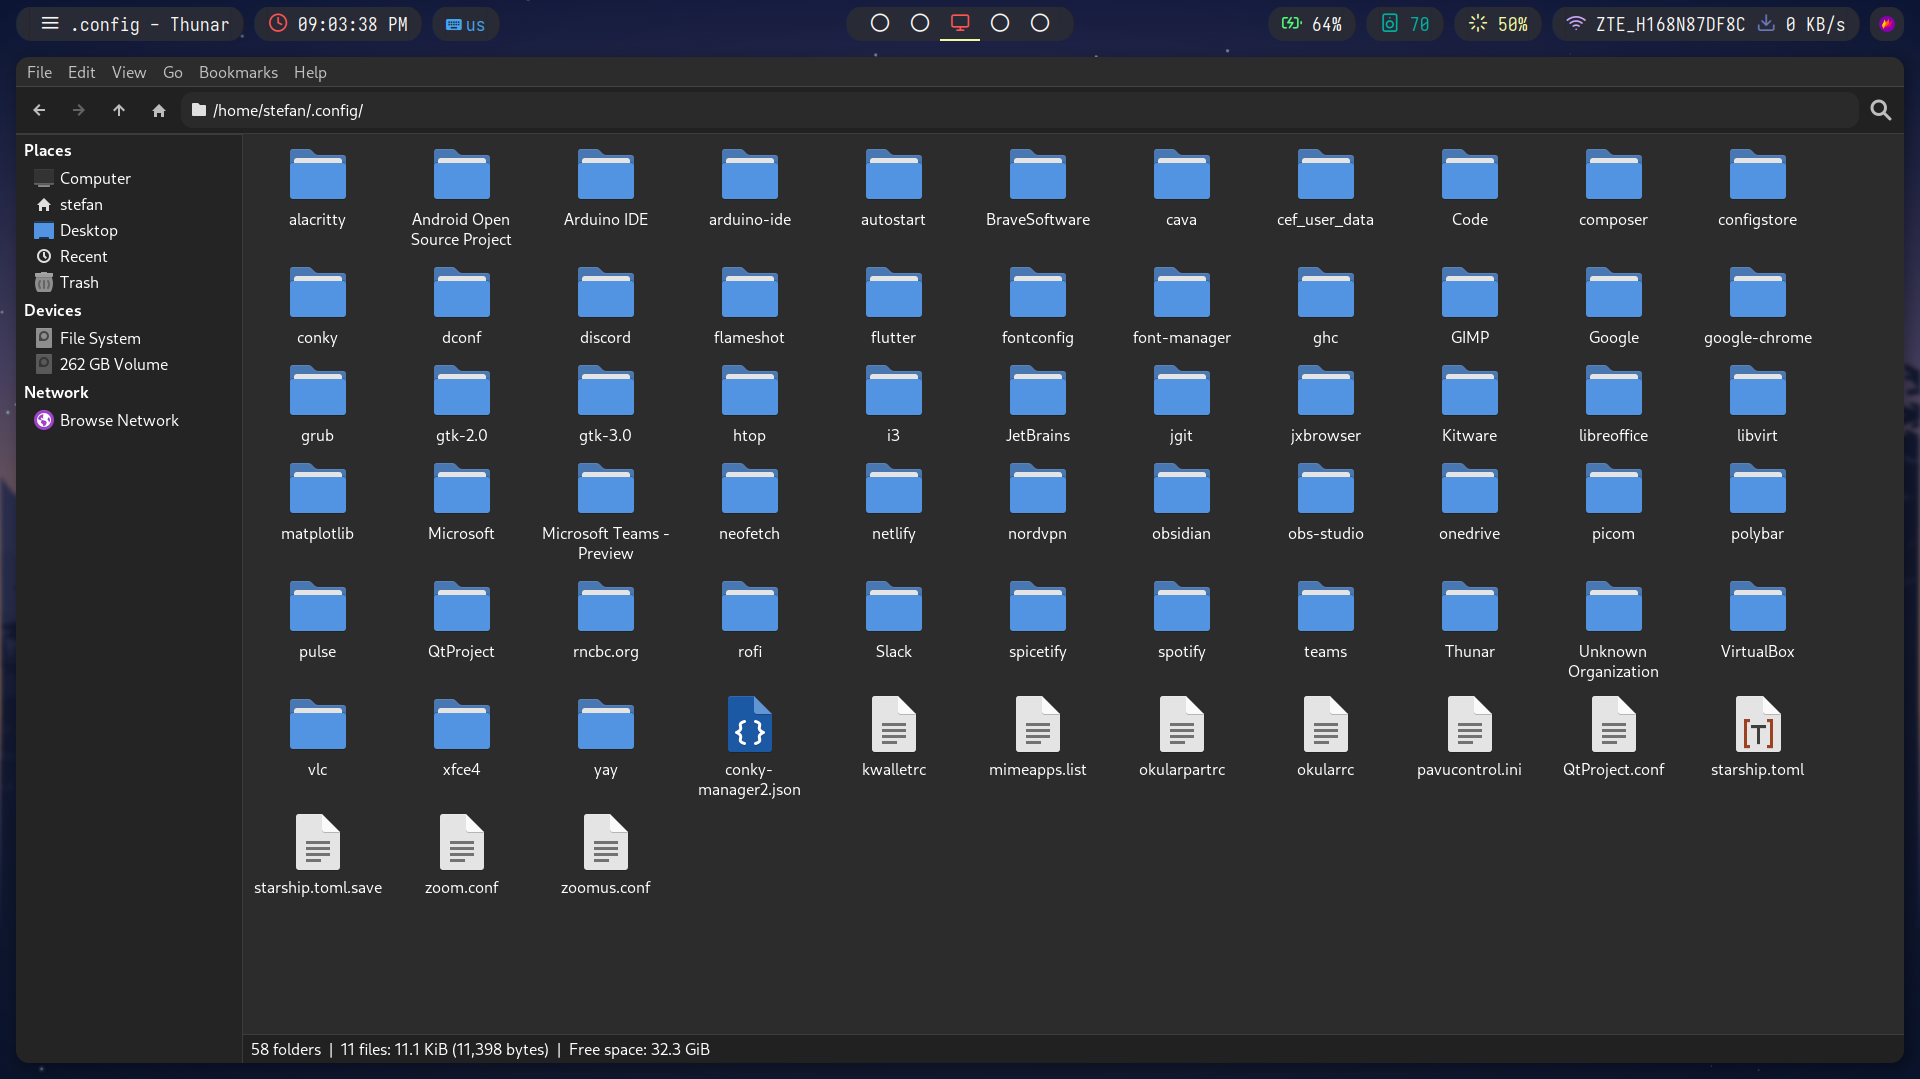 .config - Thunar 09:03:38 PM us 64% 70 50% ZTE_H168N87DF8C 0 KB/s
File Edit View Go Bookmarks Help
/home/stefan/.config/
Places
Computer
stefan
Desktop
Recent
Trash
Devices
File System
262 GB Volume
Network
Browse Network
alacritty Android Open Arduino IDE arduino-ide autostart BraveSoftware cava cef_user_data Code composer configstore
Source Project
conky dconf discord flameshot flutter fontconfig font-manager ghc GIMP Google google-chrome
grub gtk-2.0 gtk-3.0 htop i3 JetBrains jgit jxbrowser Kitware libreoffice libvirt
matplotlib Microsoft Microsoft Teams - neofetch netlify nordvpn obsidian obs-studio onedrive picom polybar
Preview
pulse QtProject rncbc.org rofi Slack spicetify spotify teams Thunar Unknown VirtualBox
Organization
vlc xfce4 yay conky- kwalletrc mimeapps.list okularpartrc okularrc pavucontrol.ini QtProject.conf starship.toml
manager2.json
starship.toml.save zoom.conf zoomus.conf
58 folders | 11 files: 11.1 KiB (11,398 bytes) | Free space: 32.3 GiB